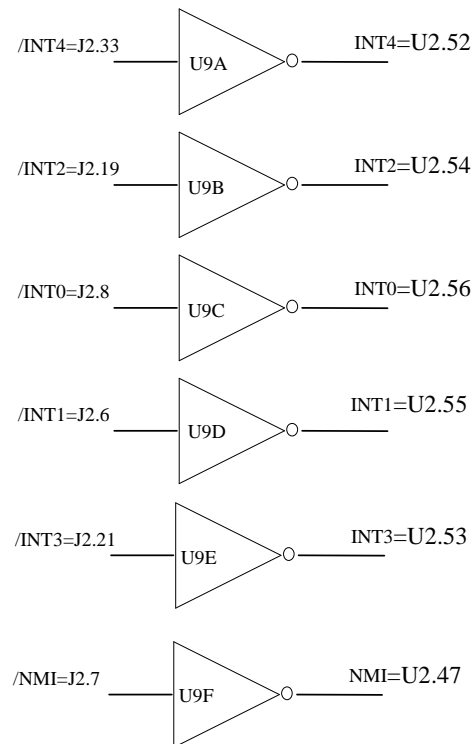 /INT4=J2.33 U9A INT4=U2.52
/INT2=J2.19 U9B INT2=U2.54
/INT0=J2.8 U9C INT0=U2.56
/INT1=J2.6 U9D INT1=U2.55
/INT3=J2.21 U9E INT3=U2.53
/NMI=J2.7 U9F NMI=U2.47